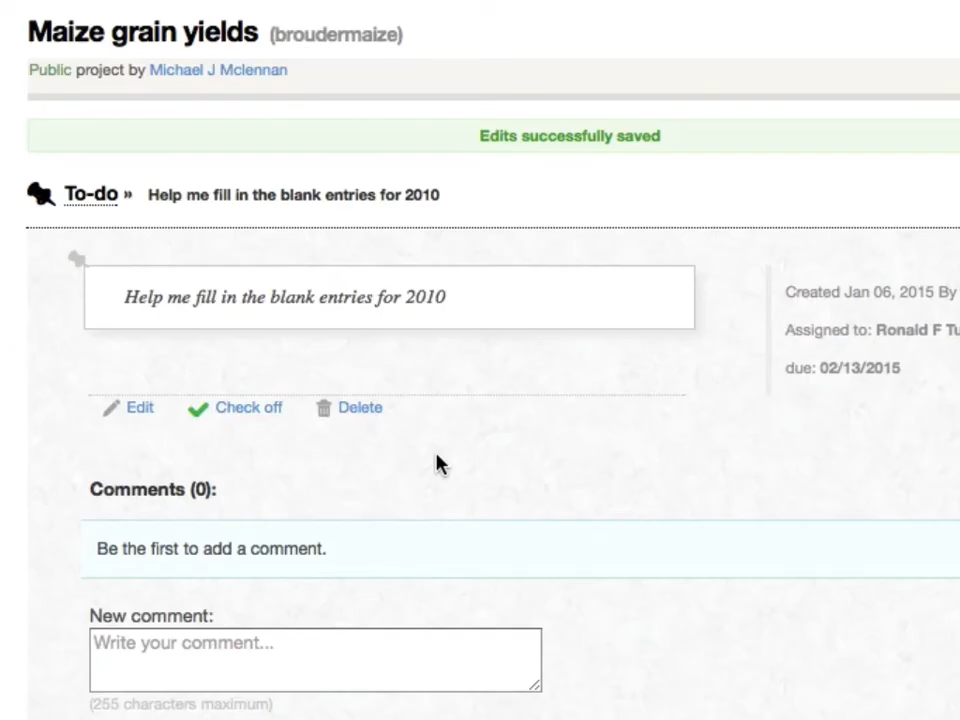 Maize grain yields (broudermaize)
Public project by Michael J Mclennan
Edits successfully saved
To-do » Help me fill in the blank entries for 2010
Help me fill in the blank entries for 2010
Created Jan 06, 2015 By
Assigned to: Ronald F Tu
due: 02/13/2015
Edit Check off Delete
Comments (0):
Be the first to add a comment.
New comment:
Write your comment...
(255 characters maximum)